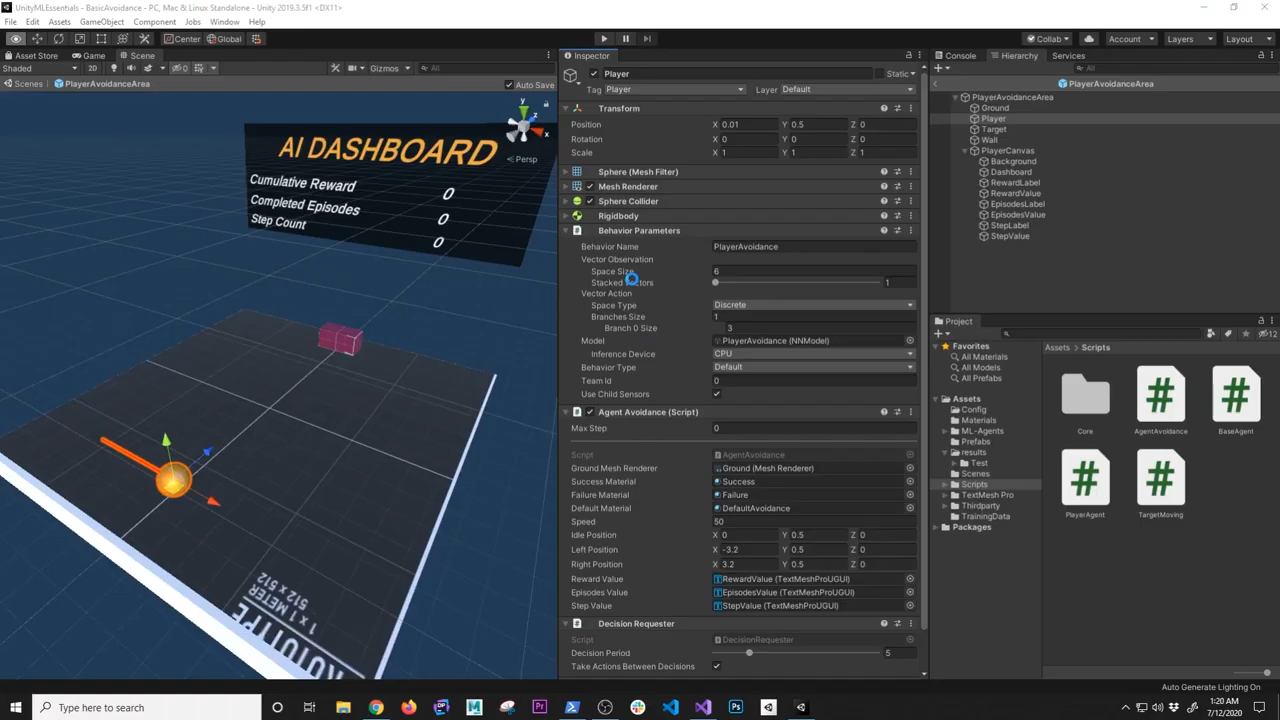 UnityMLEssentials - BasicAvoidance - PC, Mac & Linux Standalone - Unity 2019.3.5f1 <DX11>
File Edit Assets GameObject Component Jobs Window Help
Center Global Collab Account Layers Layout
Asset Store Game Scene
Shaded 2D 0 Gizmos All
Scenes PlayerAvoidanceArea Auto Save
y z x
Persp
AI DASHBOARD
Cumulative Reward 0
Completed Episodes 0
Step Count 0
PROTOTYPE
1 x 1 METER
512 x 512
Inspector
Player Static
Tag Player Layer Default
Transform
Position X 0.01 Y 0.5 Z 0
Rotation X 0 Y 0 Z 0
Scale X 1 Y 1 Z 1
Sphere (Mesh Filter)
Mesh Renderer
Sphere Collider
Rigidbody
Behavior Parameters
Behavior Name PlayerAvoidance
Vector Observation
Space Size 6
Stacked Vectors 1
Vector Action
Space Type Discrete
Branches Size 1
Branch 0 Size 3
Model PlayerAvoidance (NNModel)
Inference Device CPU
Behavior Type Default
Team Id 0
Use Child Sensors
Agent Avoidance (Script)
Max Step 0
Script AgentAvoidance
Ground Mesh Renderer Ground (Mesh Renderer)
Success Material Success
Failure Material Failure
Default Material DefaultAvoidance
Speed 50
Idle Position X 0 Y 0.5 Z 0
Left Position X -3.2 Y 0.5 Z 0
Right Position X 3.2 Y 0.5 Z 0
Reward Value RewardValue (TextMeshProUGUI)
Episodes Value EpisodesValue (TextMeshProUGUI)
Step Value StepValue (TextMeshProUGUI)
Decision Requester
Script DecisionRequester
Decision Period 5
Take Actions Between Decisions
Console Hierarchy Services
All
PlayerAvoidanceArea
PlayerAvoidanceArea
Ground
Player
Target
Wall
PlayerCanvas
Background
Dashboard
RewardLabel
RewardValue
EpisodesLabel
EpisodesValue
StepLabel
StepValue
Project
12
Favorites
All Materials
All Models
All Prefabs
Assets
Config
Materials
ML-Agents
Prefabs
results
Test
Scenes
Scripts
TextMesh Pro
Thirdparty
TrainingData
Packages
Assets Scripts
Core AgentAvoidance BaseAgent
PlayerAgent TargetMoving
Auto Generate Lighting On
Type here to search
1:20 AM
7/12/2020